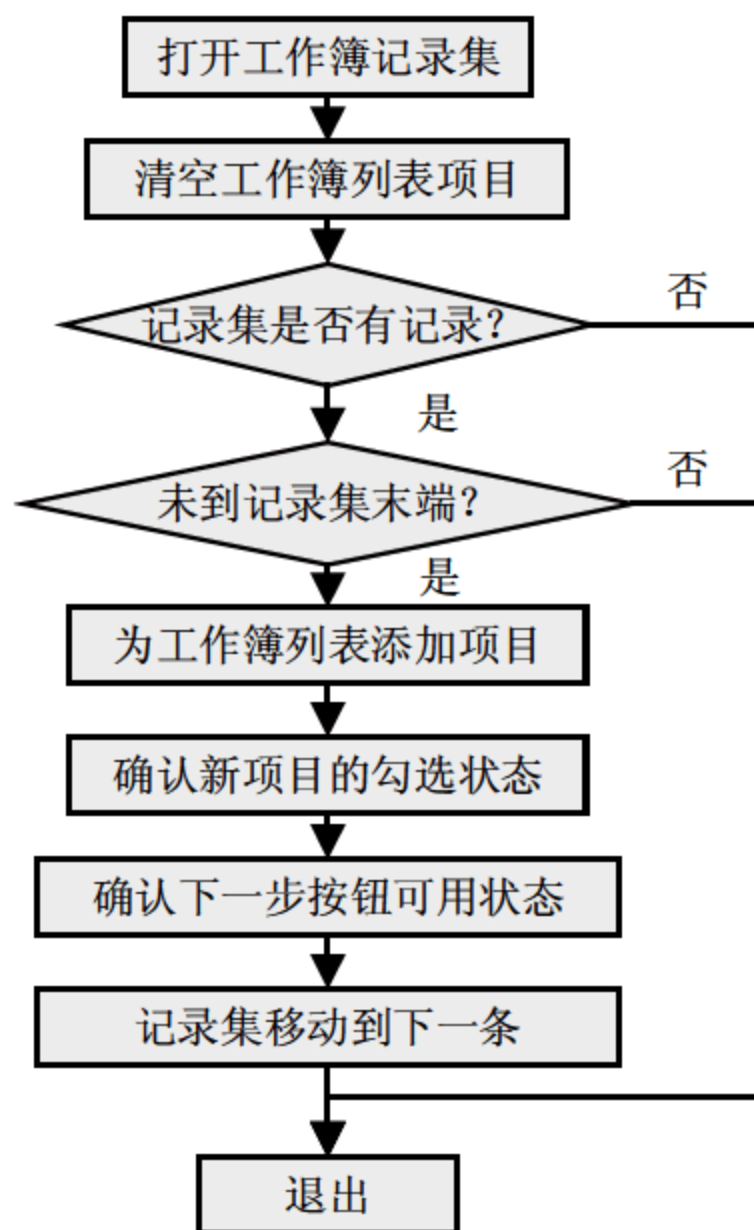 打开工作簿记录集
清空工作簿列表项目
记录集是否有记录?
否
是
未到记录集末端?
否
是
为工作簿列表添加项目
确认新项目的勾选状态
确认下一步按钮可用状态
记录集移动到下一条
退出